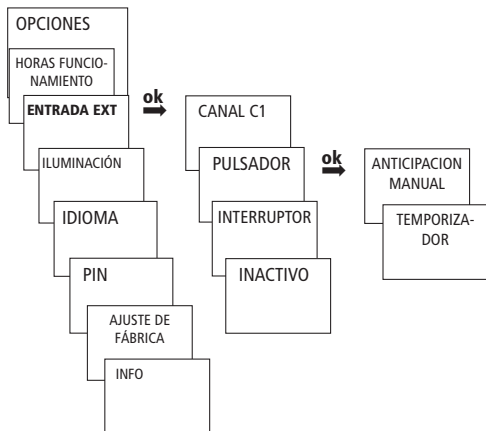 OPCIONES
HORAS FUNCIO-
NAMIENTO
ENTRADA EXT
ILUMINACIÓN
IDIOMA
PIN
AJUSTE DE
FÁBRICA
INFO
ok
CANAL C1
PULSADOR
INTERRUPTOR
INACTIVO
ok
ANTICIPACION
MANUAL
TEMPORIZA-
DOR